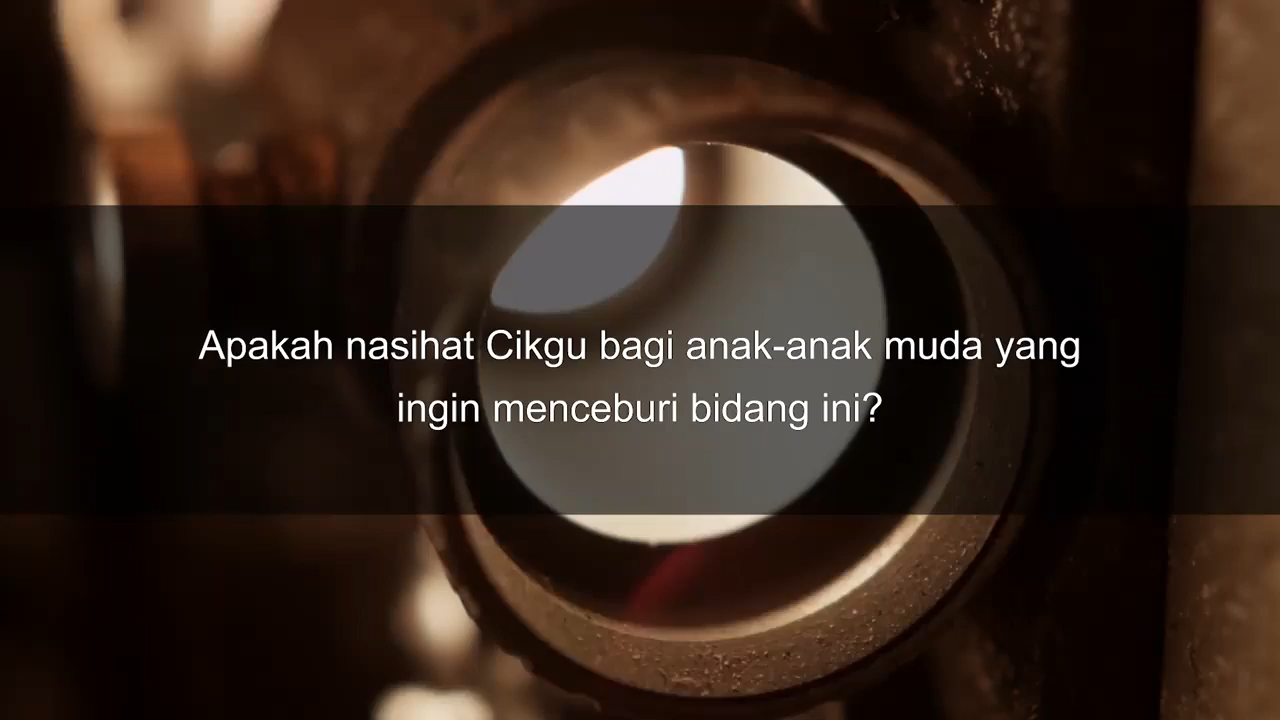 Apakah nasihat Cikgu bagi anak-anak muda yang
ingin menceburi bidang ini?